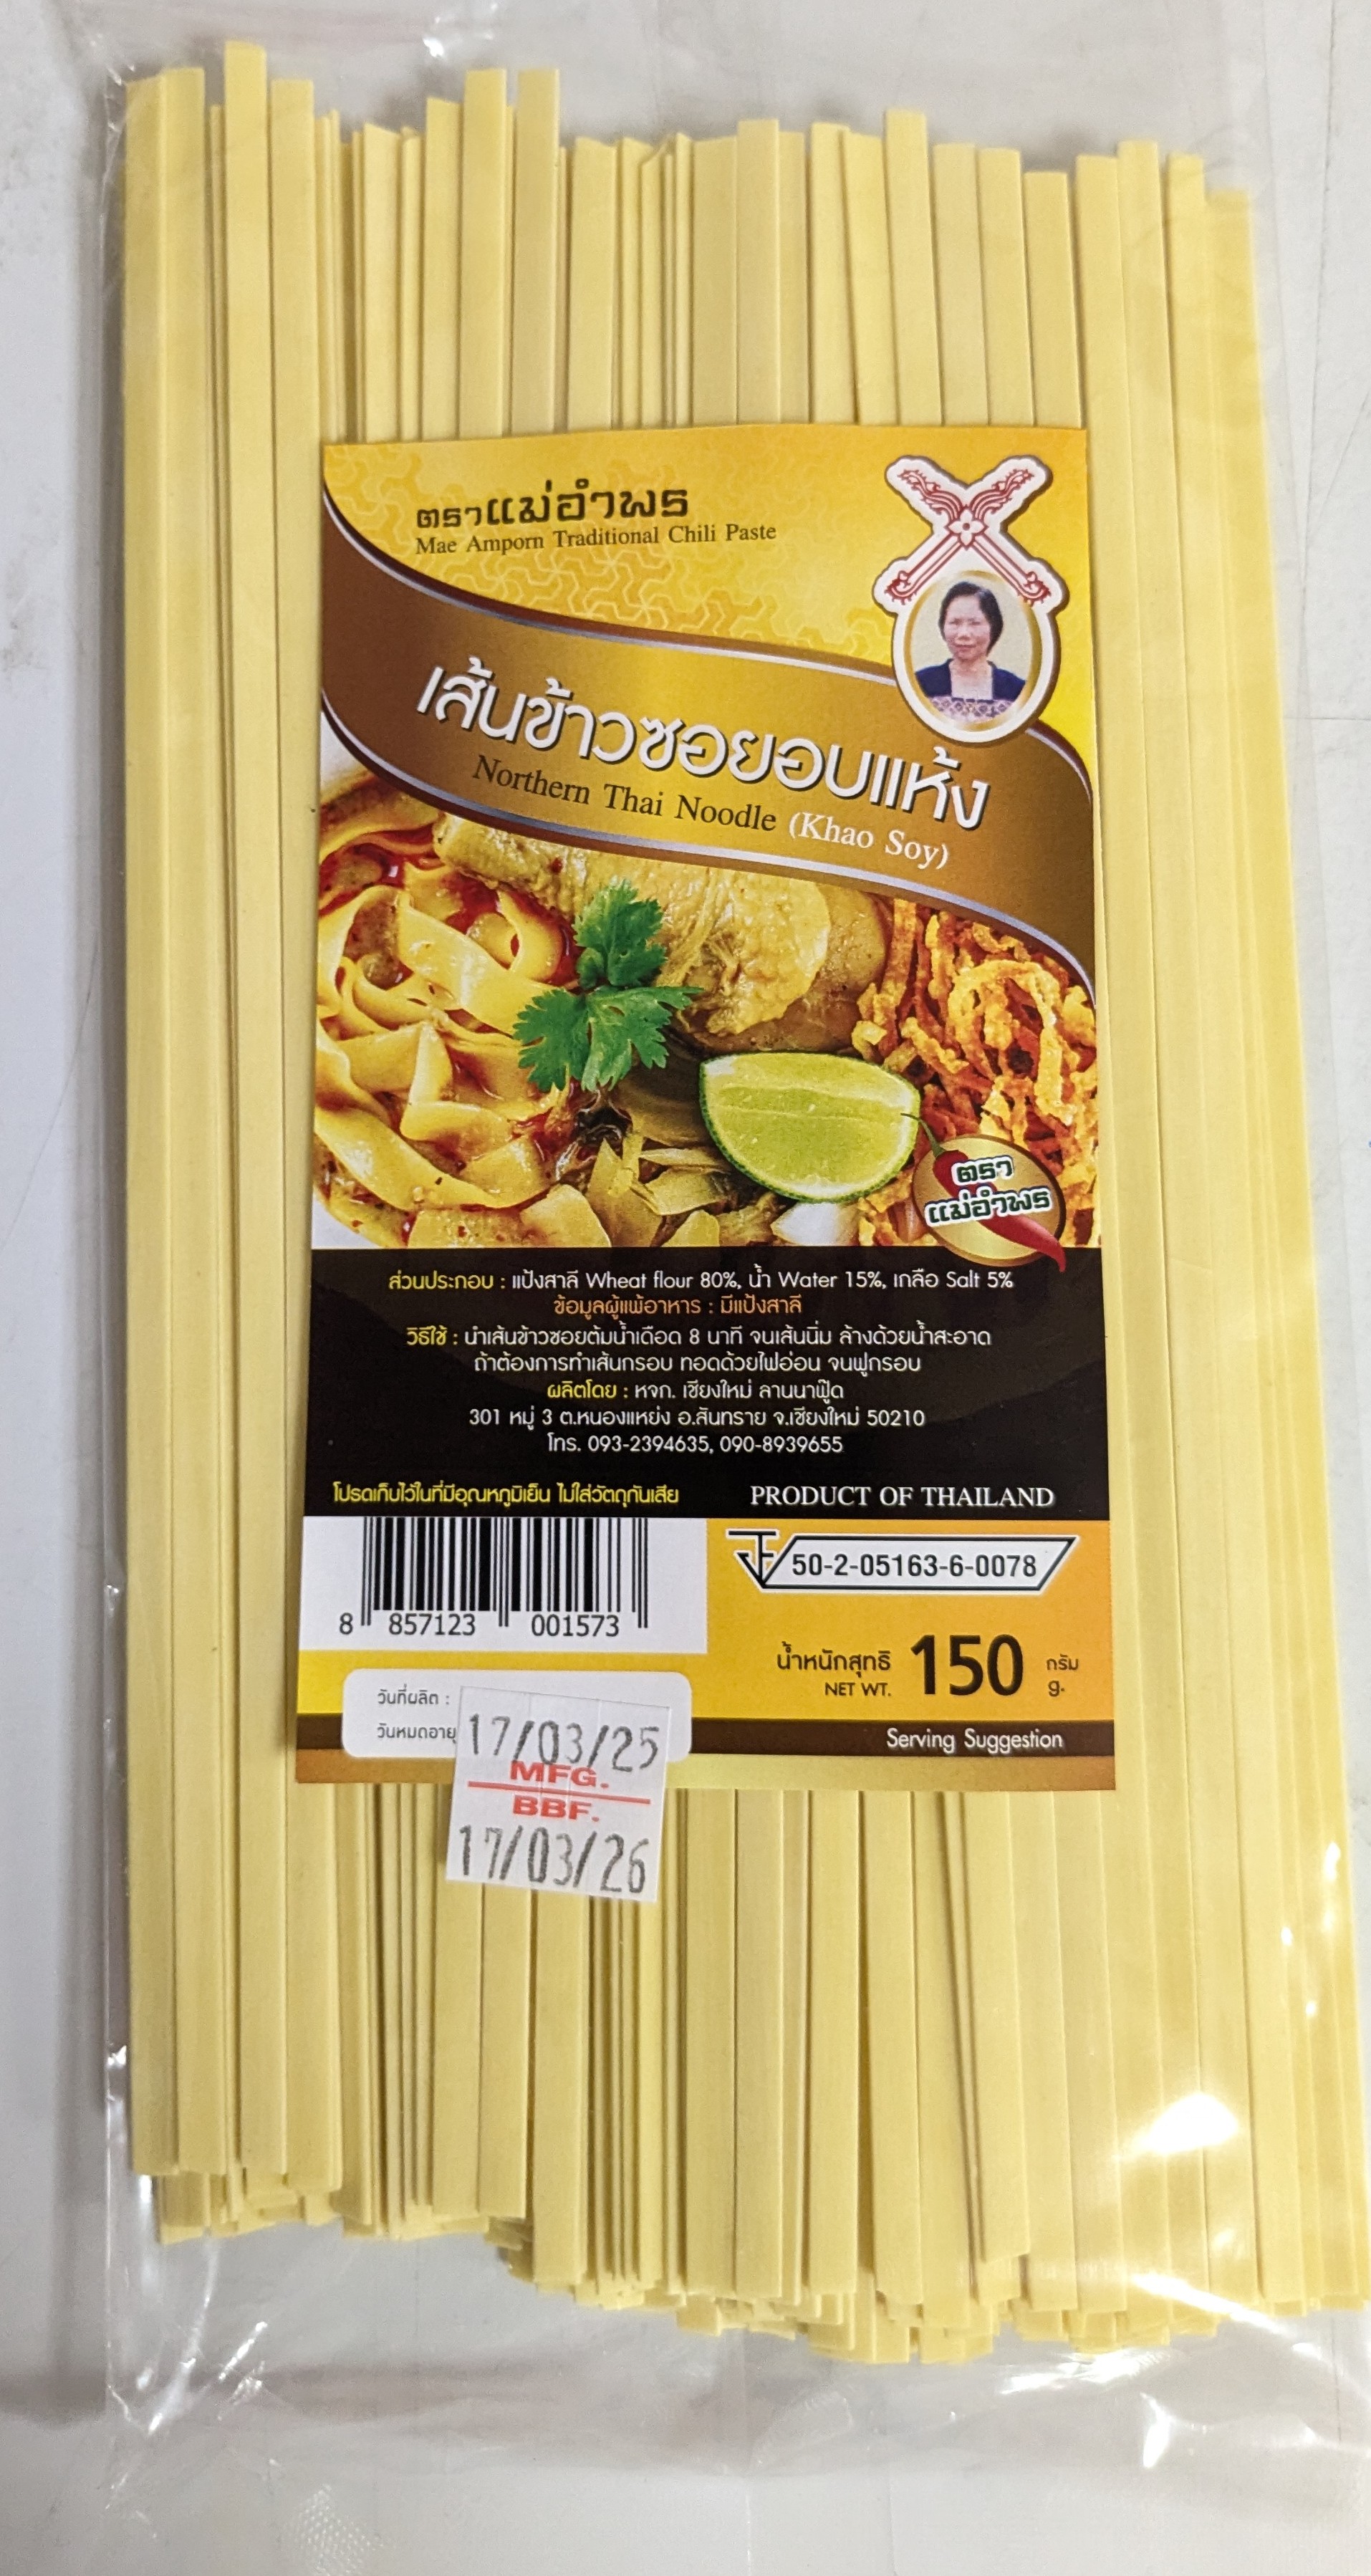 ตราแม่อำพร
Mae Amporn Traditional Chili Paste
เส้นข้าวซอยอบแห้ง
Northern Thai Noodle (Khao Soy)
ตรา
แม่อำพร
ส่วนประกอบ : แป้งสาลี Wheat flour 80%, น้ำ Water 15%, เกลือ Salt 5%
ข้อมูลผู้แพ้อาหาร : มีแป้งสาลี
วิธีใช้ : นำเส้นข้าวซอยต้มน้ำเดือด 8 นาที จนเส้นนิ่ม ล้างด้วยน้ำสะอาด
ถ้าต้องการทำเส้นกรอบ ทอดด้วยไฟอ่อน จนฟูกรอบ
ผลิตโดย : หจก. เชียงใหม่ ลานนาฟู๊ด
301 หมู่ 3 ต.หนองแหย่ง อ.สันทราย จ.เชียงใหม่ 50210
โทร. 093-2394635, 090-8939655
โปรดเก็บไว้ในที่มีอุณหภูมิเย็น ไม่ใส่วัตถุกันเสีย
PRODUCT OF THAILAND
8 857123 001573
50-2-05163-6-0078
น้ำหนักสุทธิ 150 กรัม
NET WT. g.
วันที่ผลิต :
วันหมดอายุ
17/03/25
MFG.
BBF.
17/03/26
Serving Suggestion